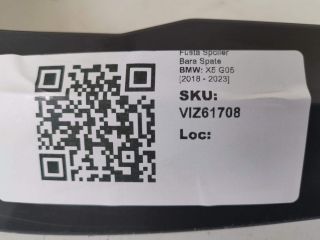 Fusta Spoiler
Bara Spate
BMW: X5 G05
[2018 - 2023]
SKU:
VIZ61708
Loc: